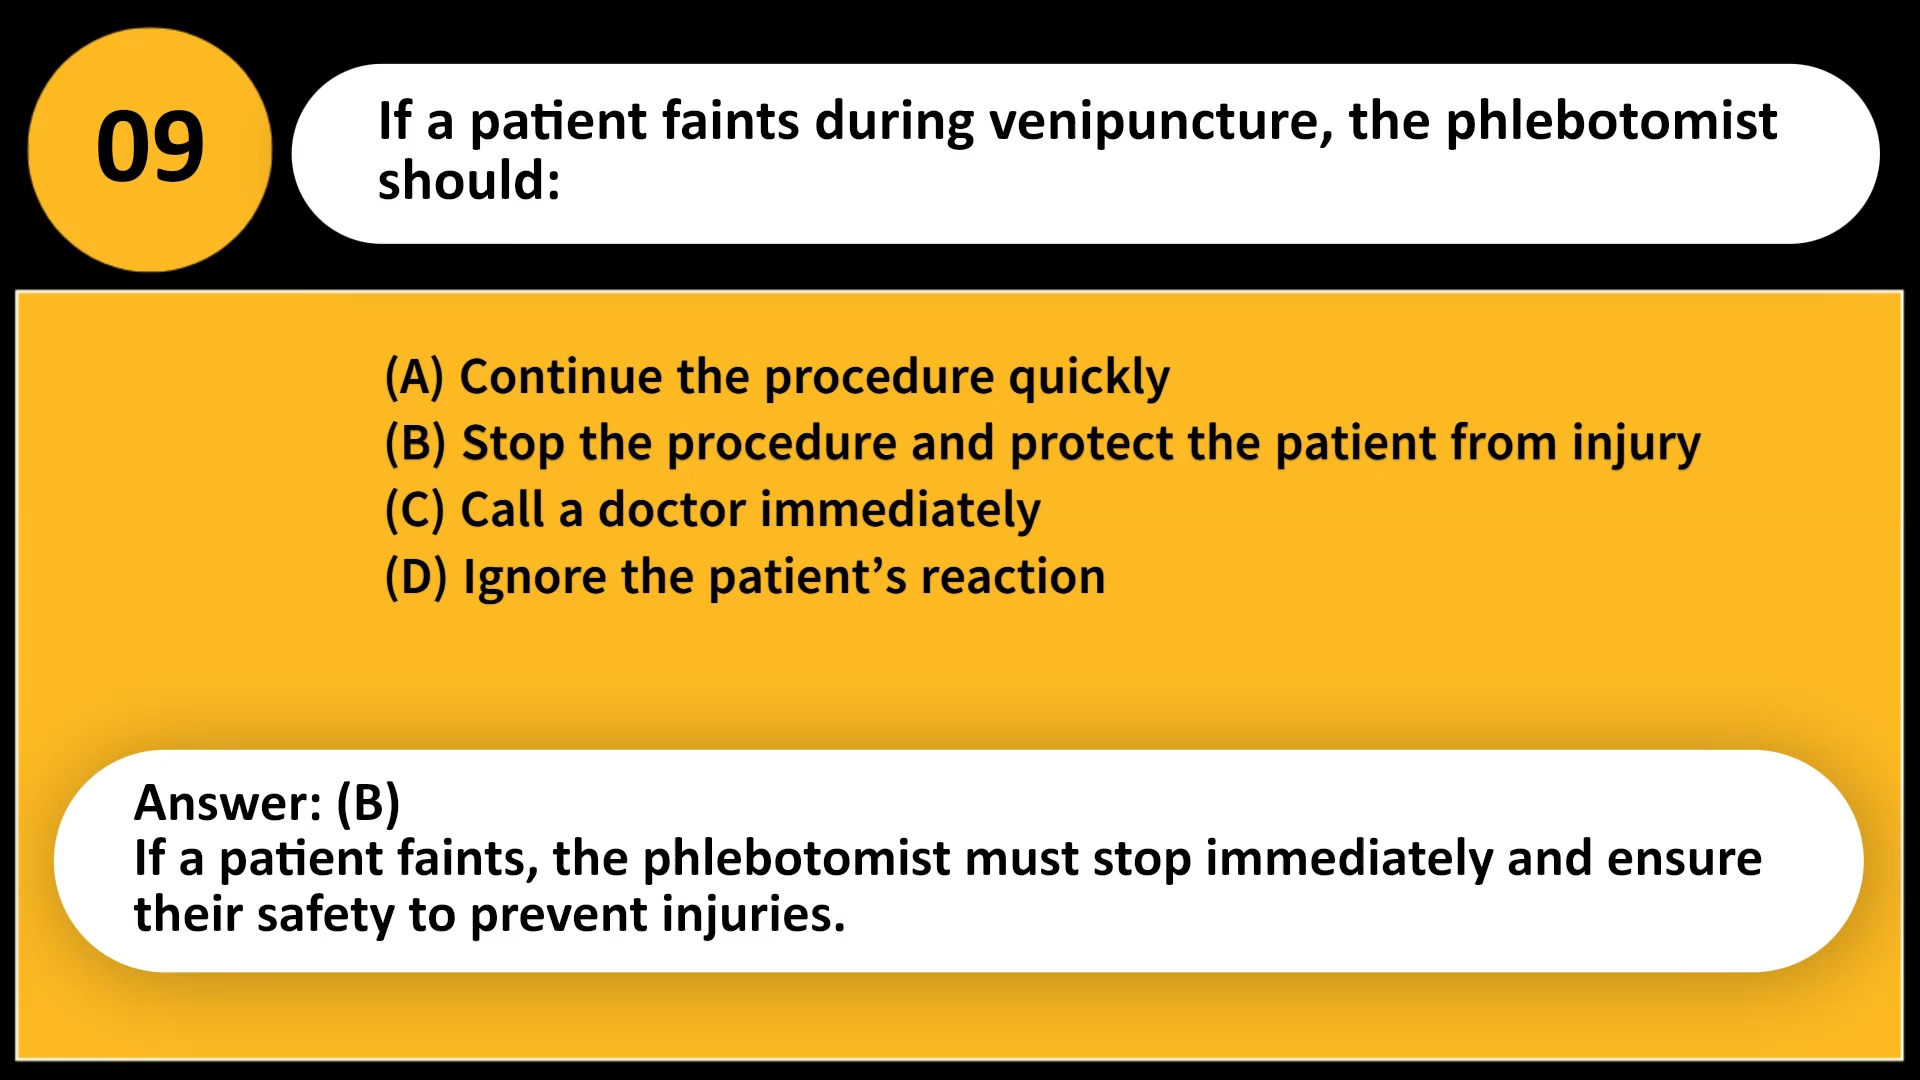 09
If a patient faints during venipuncture, the phlebotomist
should:
(A) Continue the procedure quickly
(B) Stop the procedure and protect the patient from injury
(C) Call a doctor immediately
(D) Ignore the patient’s reaction
Answer: (B)
If a patient faints, the phlebotomist must stop immediately and ensure
their safety to prevent injuries.